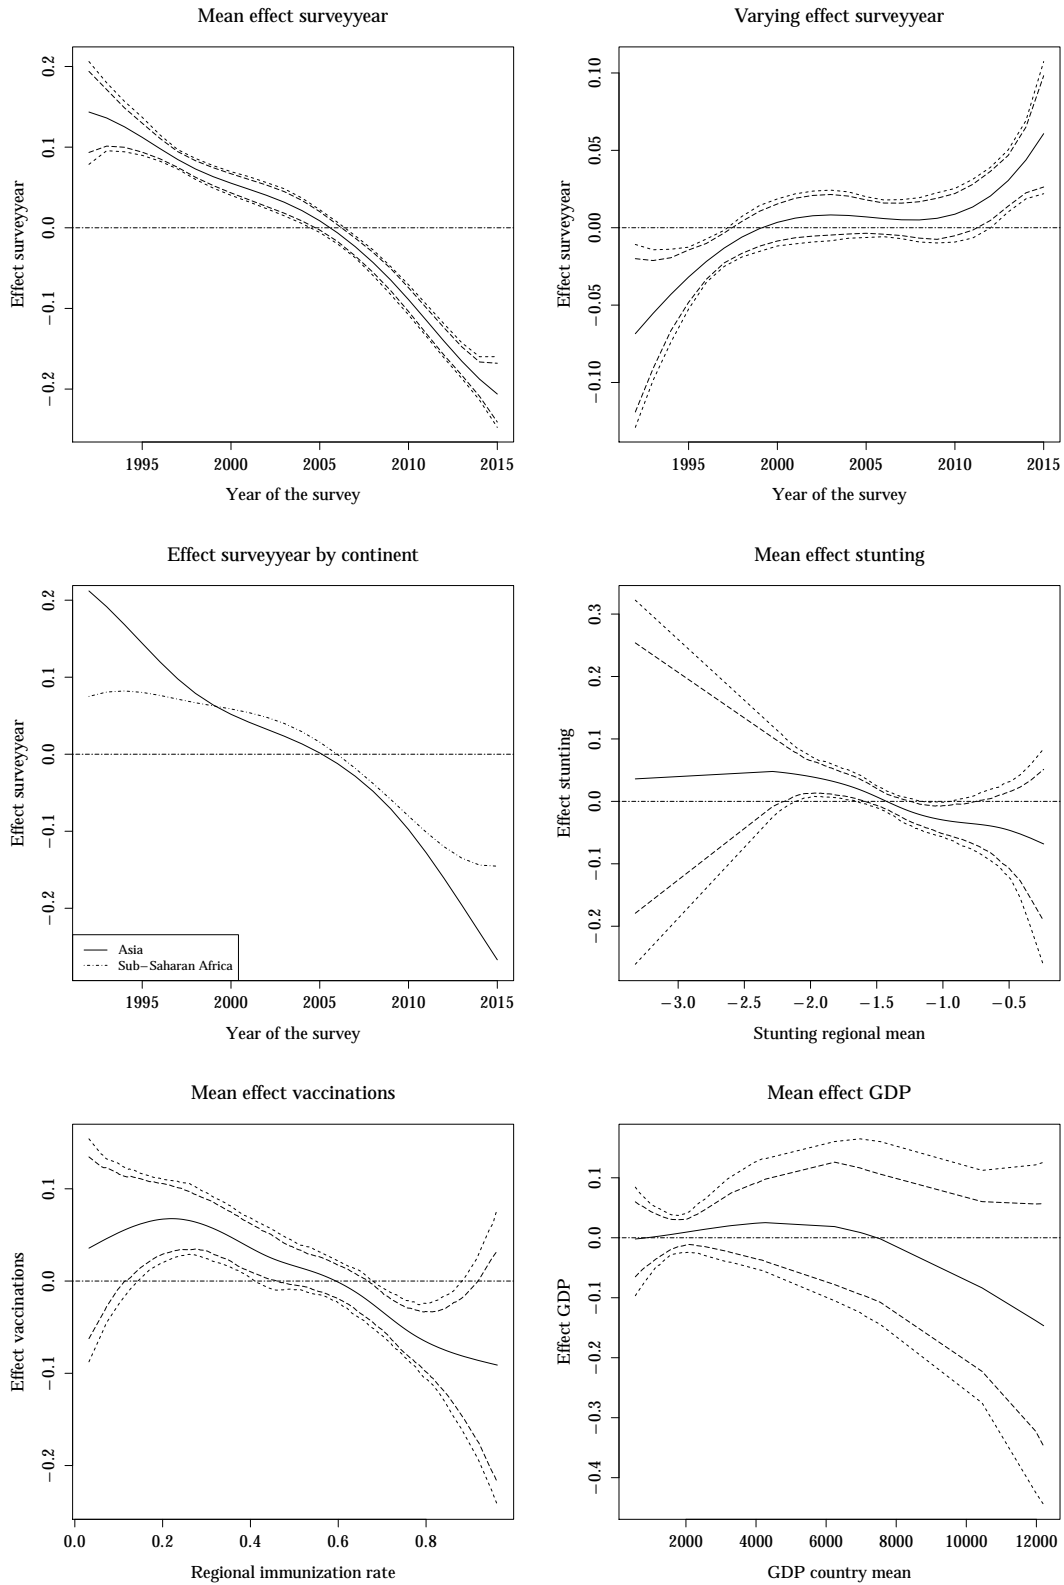 Mean effect surveyyear
Effect surveyyear
0.2
0.1
0.0
−0.1
−0.2
1995 2000 2005 2010 2015
Year of the survey
Varying effect surveyyear
Effect surveyyear
0.10
0.05
0.00
−0.05
−0.10
1995 2000 2005 2010 2015
Year of the survey
Effect surveyyear by continent
Effect surveyyear
0.2
0.1
0.0
−0.1
−0.2
Asia
Sub−Saharan Africa
1995 2000 2005 2010 2015
Year of the survey
Mean effect stunting
Effect stunting
0.3
0.2
0.1
0.0
−0.1
−0.2
−3.0 −2.5 −2.0 −1.5 −1.0 −0.5
Stunting regional mean
Mean effect vaccinations
Effect vaccinations
0.1
0.0
−0.1
−0.2
0.0 0.2 0.4 0.6 0.8
Regional immunization rate
Mean effect GDP
Effect GDP
0.1
0.0
−0.1
−0.2
−0.3
−0.4
2000 4000 6000 8000 10000 12000
GDP country mean